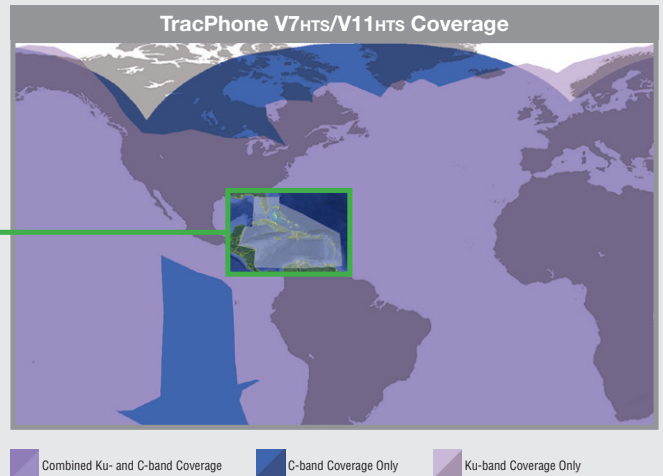 TracPhone V7HTS/V11HTS Coverage
Combined Ku- and C-band Coverage
C-band Coverage Only
Ku-band Coverage Only